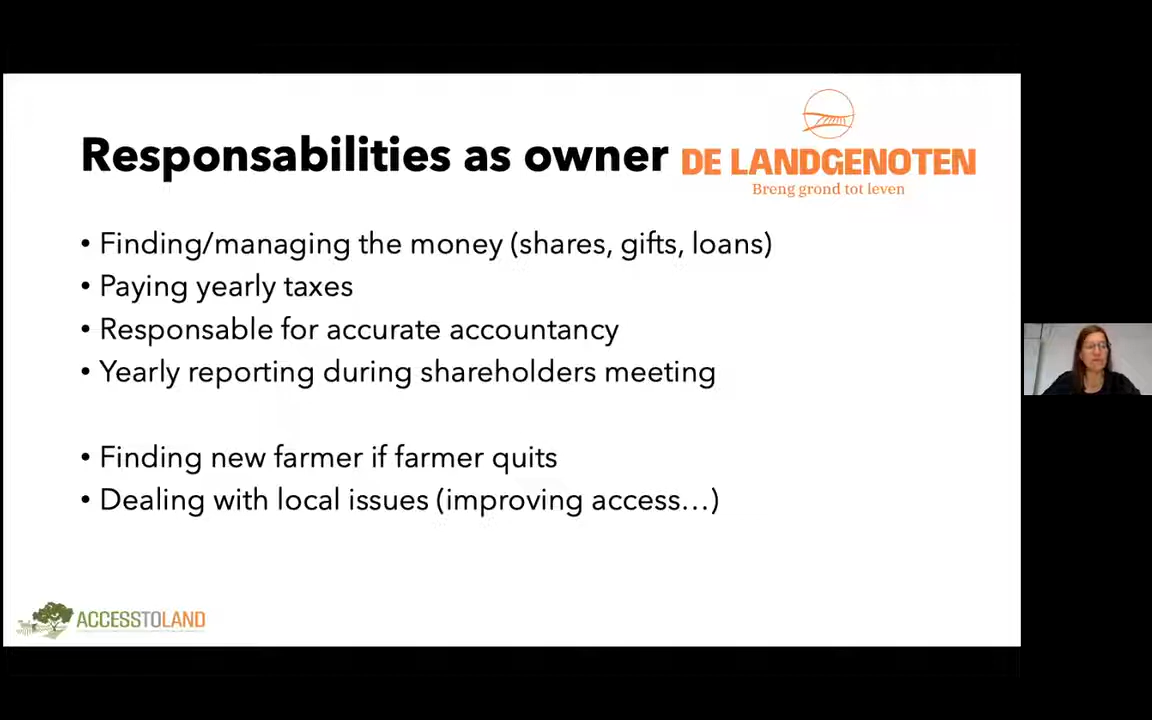 Responsabilities as owner
DE LANDGENOTEN
Breng grond tot leven
• Finding/managing the money (shares, gifts, loans)
• Paying yearly taxes
• Responsable for accurate accountancy
• Yearly reporting during shareholders meeting
• Finding new farmer if farmer quits
• Dealing with local issues (improving access…)
ACCESSTOLAND